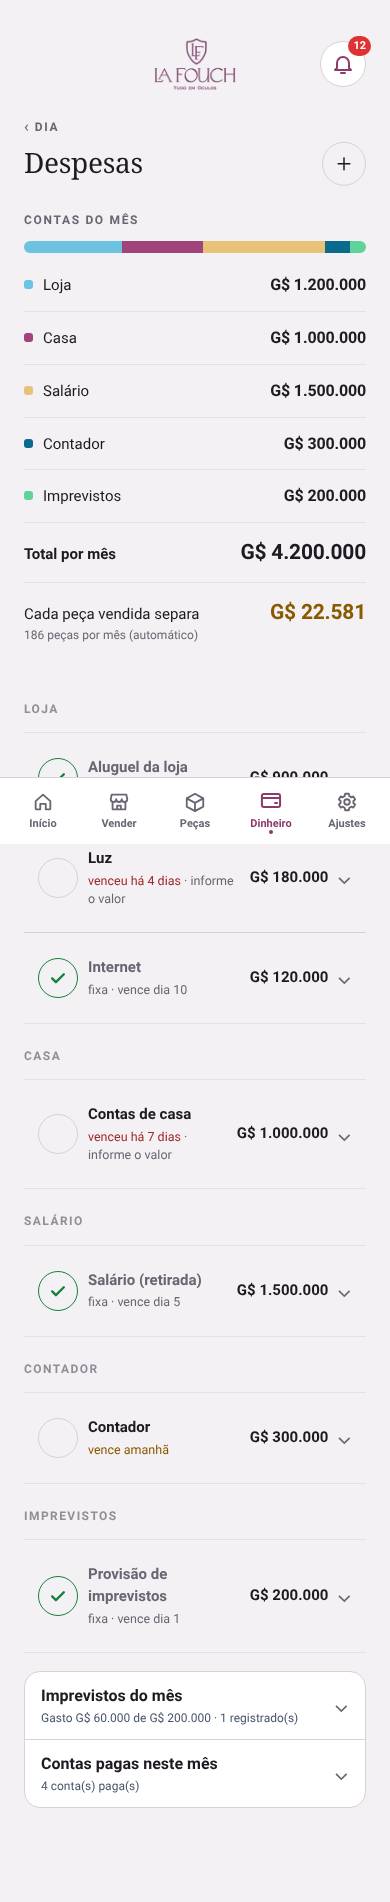 LF
LA FOUCH
Tudo em Óculos
12
‹ DIA
Despesas
CONTAS DO MÊS
Loja G$ 1.200.000
Casa G$ 1.000.000
Salário G$ 1.500.000
Contador G$ 300.000
Imprevistos G$ 200.000
Total por mês G$ 4.200.000
Cada peça vendida separa G$ 22.581
186 peças por mês (automático)
LOJA
Aluguel da loja G$ 900.000
Início Vender Peças Dinheiro Ajustes
Luz G$ 180.000
venceu há 4 dias · informe
o valor
Internet G$ 120.000
fixa · vence dia 10
CASA
Contas de casa G$ 1.000.000
venceu há 7 dias ·
informe o valor
SALÁRIO
Salário (retirada) G$ 1.500.000
fixa · vence dia 5
CONTADOR
Contador G$ 300.000
vence amanhã
IMPREVISTOS
Provisão de
imprevistos G$ 200.000
fixa · vence dia 1
Imprevistos do mês
Gasto G$ 60.000 de G$ 200.000 · 1 registrado(s)
Contas pagas neste mês
4 conta(s) paga(s)